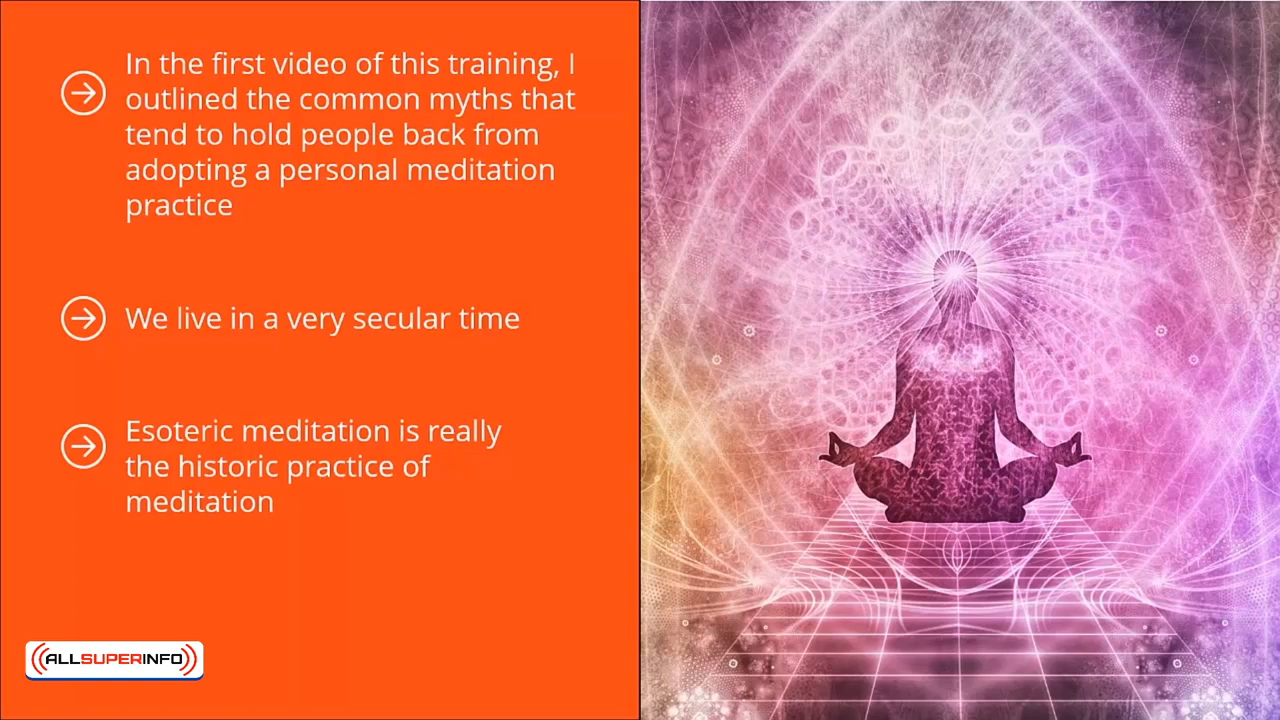 In the first video of this training, I
outlined the common myths that
tend to hold people back from
adopting a personal meditation
practice
We live in a very secular time
Esoteric meditation is really
the historic practice of
meditation
ALLSUPERINFO